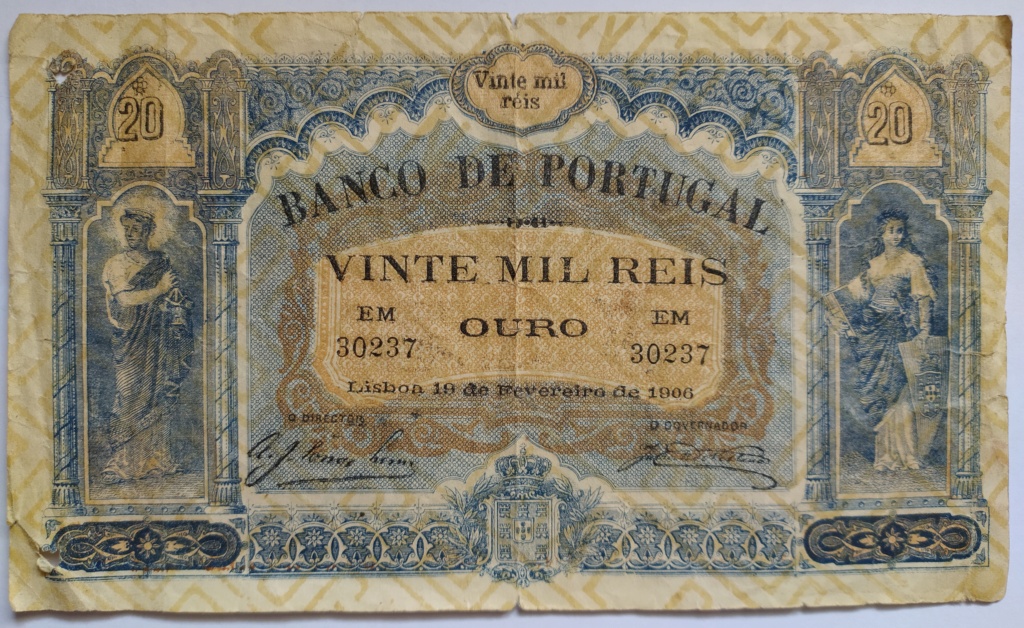 Vinte mil
réis
20
20
BANCO DE PORTUGAL
VINTE MIL REIS
EM
EM
OURO
30237
30237
Lisboa 19 de Fevereiro de 1906
O DIRECTOR
O GOVERNADOR